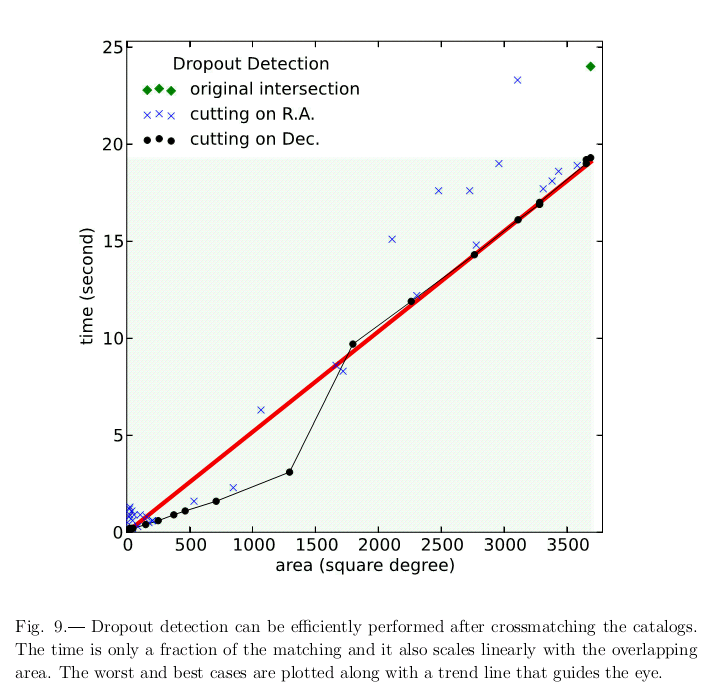 Dropout Detection
original intersection
cutting on R.A.
cutting on Dec.
25
20
15
10
5
0
time (second)
0 500 1000 1500 2000 2500 3000 3500
area (square degree)
Fig. 9.— Dropout detection can be efficiently performed after crossmatching the catalogs.
The time is only a fraction of the matching and it also scales linearly with the overlapping
area. The worst and best cases are plotted along with a trend line that guides the eye.